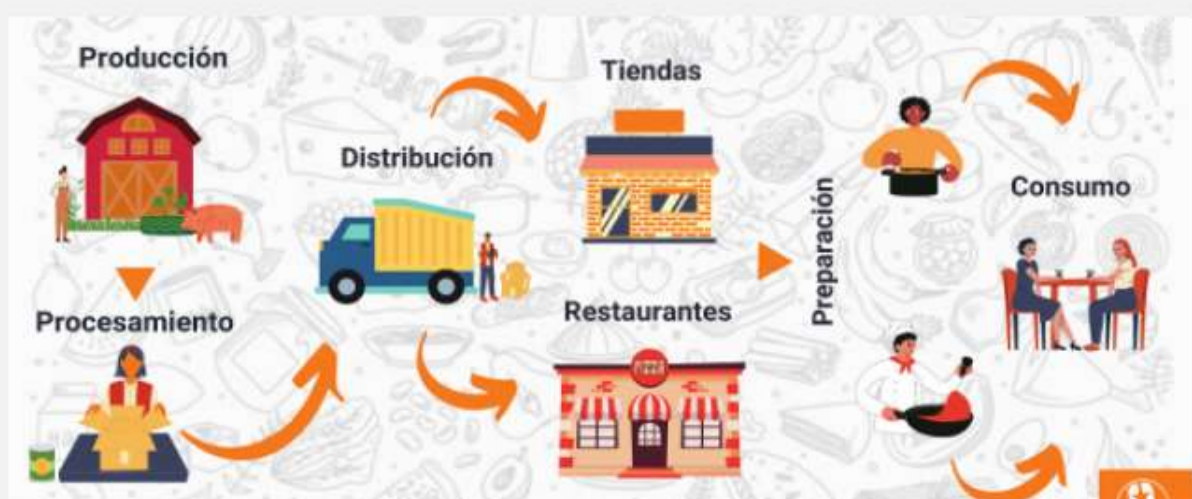 Producción
Procesamiento
Distribución
Tiendas
Restaurantes
Preparación
Consumo